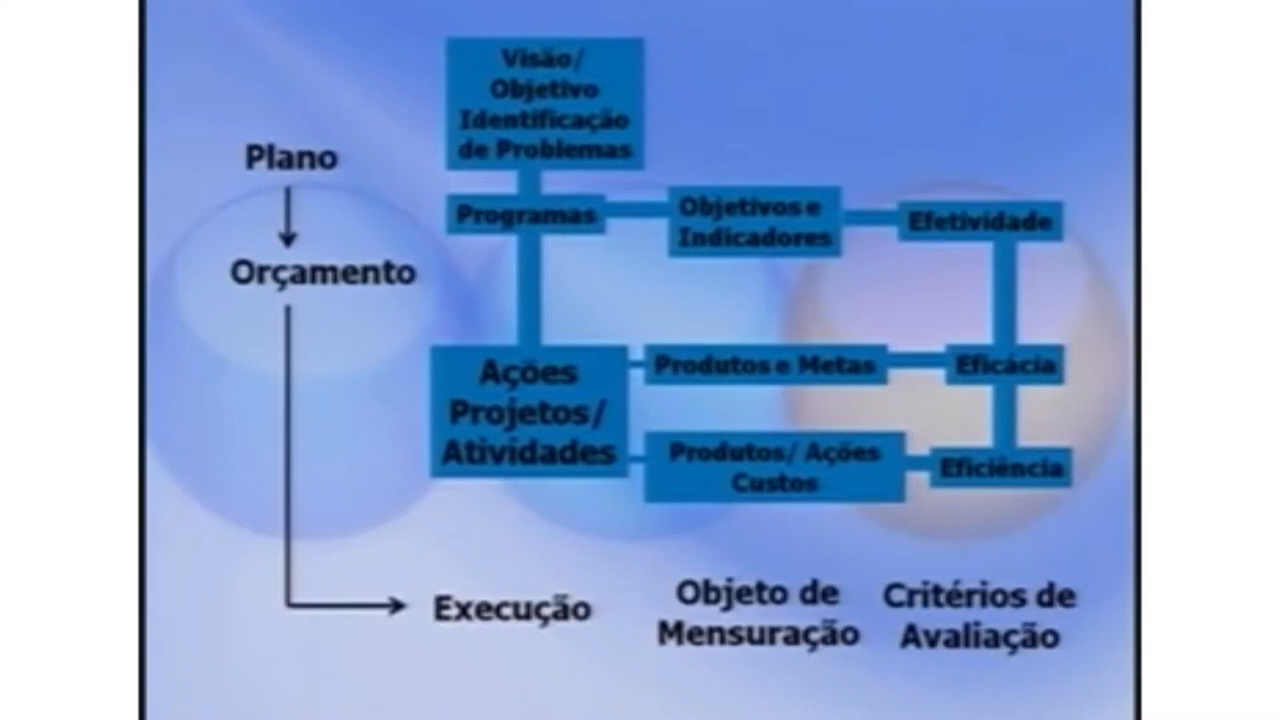 Visão/
Objetivo
Identificação
de Problemas
Plano
Programas
Objetivos e
Indicadores
Efetividade
Orçamento
Ações
Projetos/
Atividades
Produtos e Metas
Eficácia
Produtos/ Ações
Custos
Eficiência
Execução
Objeto de
Mensuração
Critérios de
Avaliação